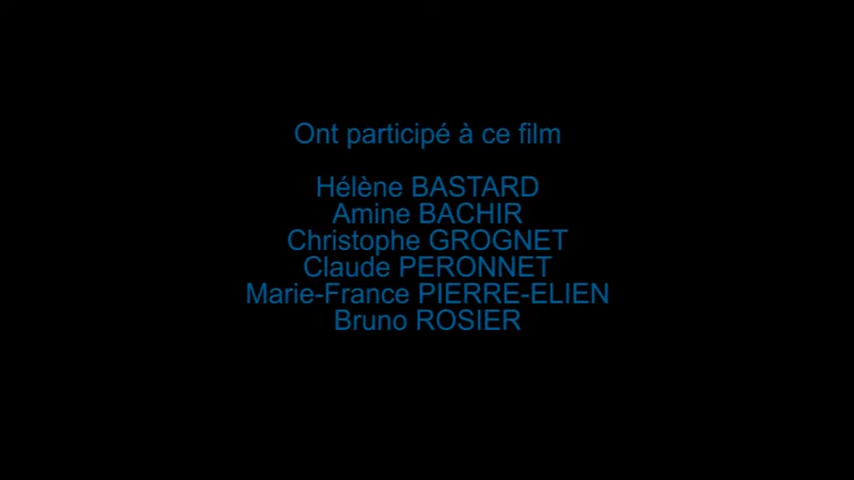 Ont participé à ce film
Hélène BASTARD
Amine BACHIR
Christophe GROGNET
Claude PERONNET
Marie-France PIERRE-ELIEN
Bruno ROSIER